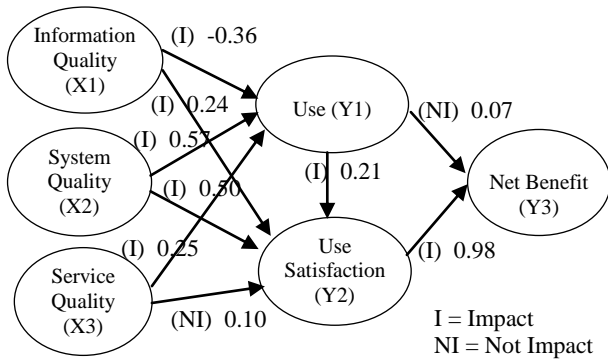 Information
Quality
(X1)
(I) -0.36
(I) 0.24
Use (Y1)
(NI) 0.07
(I) 0.57
System
Quality
(X2)
(I) 0.50
(I) 0.21
Net Benefit
(Y3)
(I) 0.25
Use
Satisfaction
(Y2)
(I) 0.98
Service
Quality
(X3)
(NI) 0.10
I = Impact
NI = Not Impact